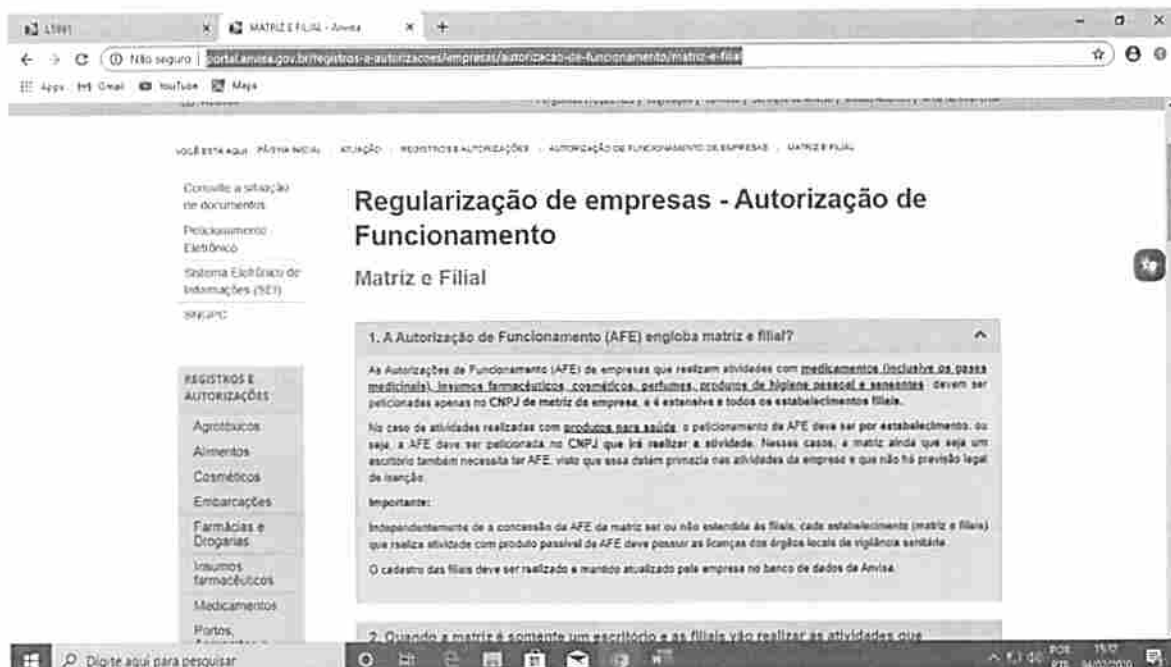 MATRIZ E FILIAL - Anvisa
Não seguro | portal.anvisa.gov.br/registros-e-autorizacoes/empresas/autorizacao-de-funcionamento/matriz-e-filial
Apps Gmail YouTube Maps
VOCÊ ESTÁ AQUI: PÁGINA INICIAL ATUAÇÃO REGISTROS E AUTORIZAÇÕES AUTORIZAÇÃO DE FUNCIONAMENTO DE EMPRESAS MATRIZ E FILIAL
Consulte a situação
de documentos
Peticionamento
Eletrônico
Sistema Eletrônico de
Informações (SEI)
SNGPC
REGISTROS E
AUTORIZAÇÕES
Agrotóxicos
Alimentos
Cosméticos
Embarcações
Farmácias e
Drogarias
Insumos
farmacêuticos
Medicamentos
Portos,
Regularização de empresas - Autorização de
Funcionamento
Matriz e Filial
1. A Autorização de Funcionamento (AFE) engloba matriz e filial?
As Autorizações de Funcionamento (AFE) de empresas que realizam atividades com medicamentos (inclusive os gases
medicinais), insumos farmacêuticos, cosméticos, perfumes, produtos de higiene pessoal e saneantes devem ser
peticionadas apenas no CNPJ de matriz da empresa, e é extensiva a todos os estabelecimentos filiais.
No caso de atividades realizadas com produtos para saúde, o peticionamento de AFE deve ser por estabelecimento, ou
seja, a AFE deve ser peticionada no CNPJ que irá realizar a atividade. Nesses casos, a matriz ainda que seja um
escritório também necessita ter AFE, visto que essa detém primazia nas atividades da empresa e que não há previsão legal
de isenção.
Importante:
Independentemente de a concessão da AFE da matriz ser ou não estendida às filiais, cada estabelecimento (matriz e filiais)
que realiza atividade com produto passível de AFE deve possuir as licenças dos órgãos locais de vigilância sanitária.
O cadastro das filiais deve ser realizado e mantido atualizado pela empresa no banco de dados da Anvisa.
2. Quando a matriz é somente um escritório e as filiais vão realizar as atividades que
Digite aqui para pesquisar
POR
PTB
15:12